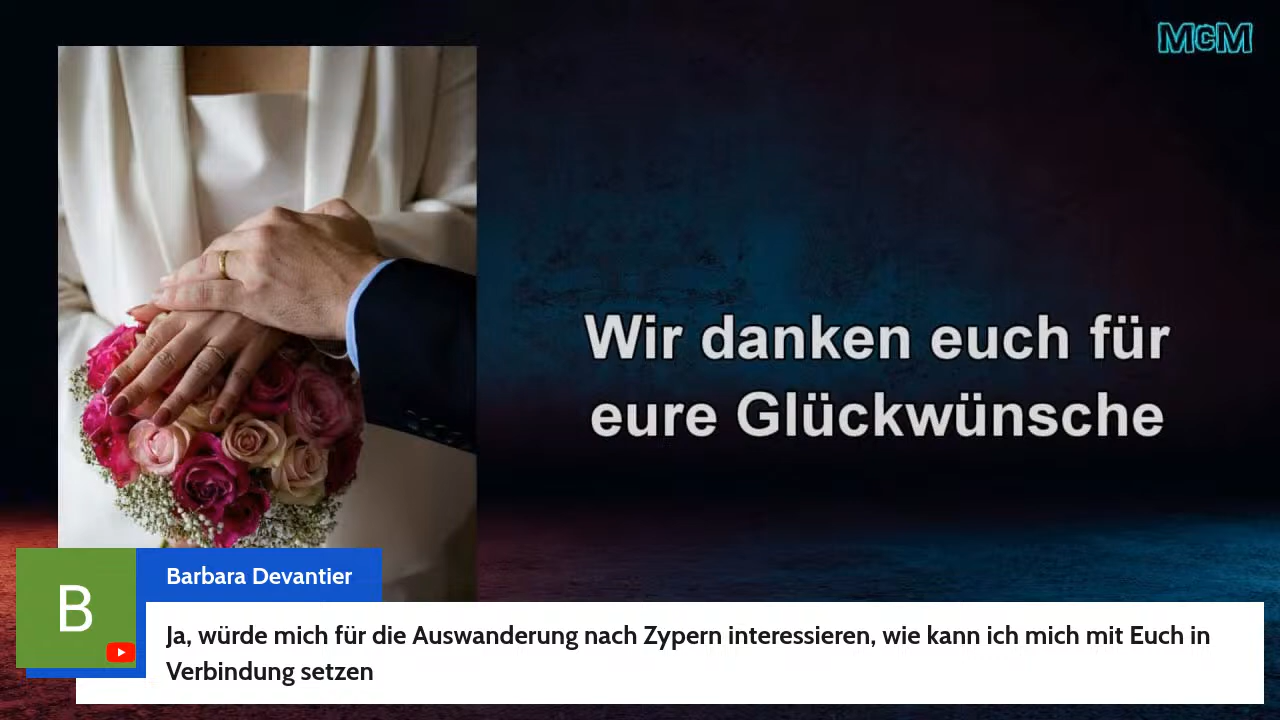 McM
Wir danken euch für
eure Glückwünsche
B
Barbara Devantier
Ja, würde mich für die Auswanderung nach Zypern interessieren, wie kann ich mich mit Euch in
Verbindung setzen